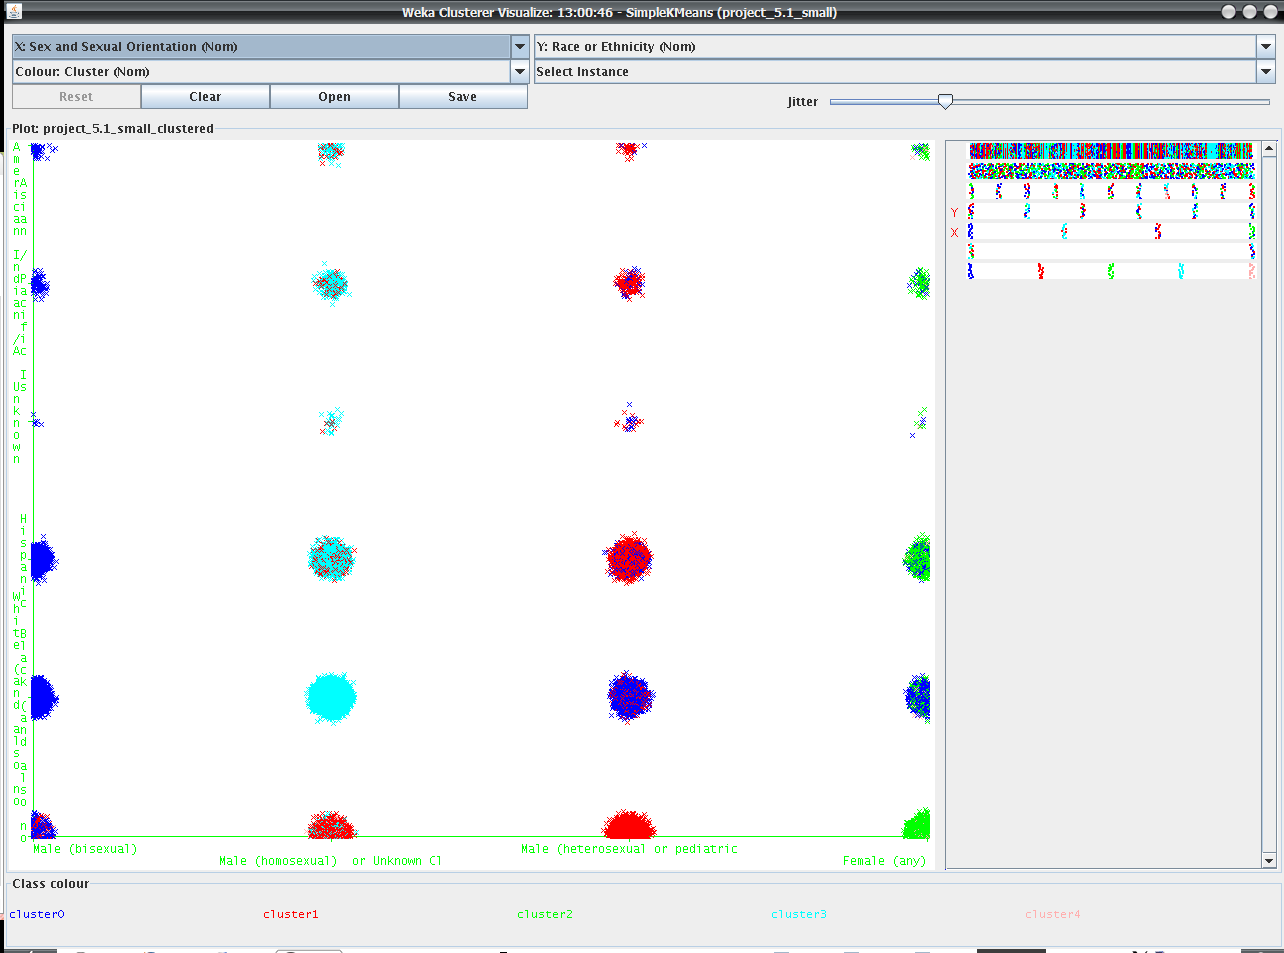 Weka Clusterer Visualize: 13:00:46 - SimpleKMeans (project_5.1_small)
X: Sex and Sexual Orientation (Nom)
Y: Race or Ethnicity (Nom)
Colour: Cluster (Nom)
Select Instance
Reset
Clear
Open
Save
Jitter
Plot: project_5.1_small_clustered
Y
X
Male (bisexual)
Male (homosexual) or Unknown Cl
Male (heterosexual or pediatric
Female (any)
Class colour
cluster0
cluster1
cluster2
cluster3
cluster4